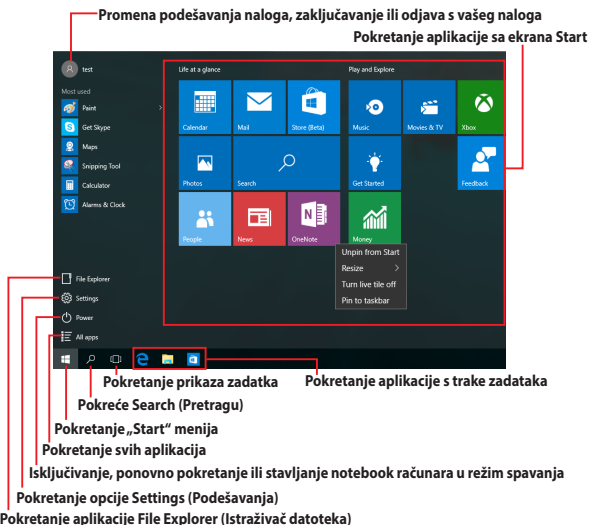 Promena podešavanja naloga, zaključavanje ili odjava s vašeg naloga
Pokretanje aplikacije sa ekrana Start
test
Life at a glance
Play and Explore
Most used
Paint
Get Skype
Maps
Snipping Tool
Calculator
Alarms & Clock
Calendar
Mail
Store (Beta)
Music
Movies & TV
Xbox
Photos
Search
Get Started
Feedback
People
News
OneNote
Money
Unpin from Start
Resize
Turn live tile off
Pin to taskbar
File Explorer
Settings
Power
All apps
Pokretanje prikaza zadatka
Pokretanje aplikacije s trake zadataka
Pokreće Search (Pretragu)
Pokretanje „Start“ menija
Pokretanje svih aplikacija
Isključivanje, ponovno pokretanje ili stavljanje notebook računara u režim spavanja
Pokretanje opcije Settings (Podešavanja)
Pokretanje aplikacije File Explorer (Istraživač datoteka)